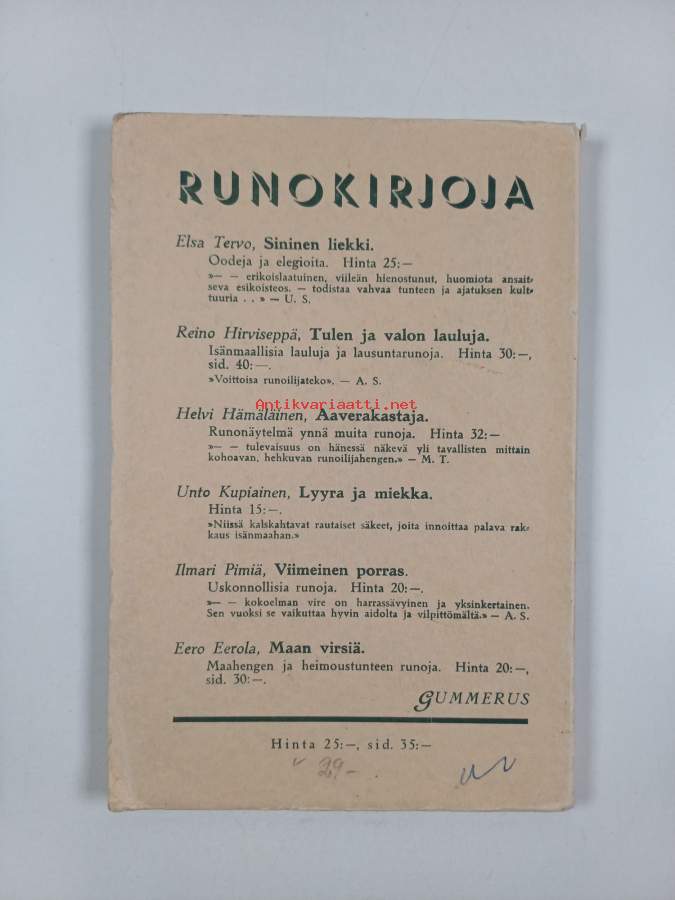 RUNOKIRJOJA
Elsa Tervo, Sininen liekki.
Oodeja ja elegioita. Hinta 25:—
»— — erikoislaatuinen, viileän hienostunut, huomiota ansait-
seva esikoisteos. — todistaa vahvaa tunteen ja ajatuksen kult-
tuuria . . » — U. S.
Reino Hirviseppä, Tulen ja valon lauluja.
Isänmaallisia lauluja ja lausuntarunoja. Hinta 30:—,
sid. 40:—.
»Voittoisa runoilijateko». — A. S.
Antikvariaatti.net
Helvi Hämäläinen, Aaverakastaja.
Runonäytelmä ynnä muita runoja. Hinta 32:—
»— — tulevaisuus on hänessä näkevä yli tavallisten mittain
kohoavan, hehkuvan runoilijahengen.» — M. T.
Unto Kupiainen, Lyyra ja miekka.
Hinta 15:—.
»Niissä kalskahtavat rautaiset säkeet, joita innoittaa palava rak-
kaus isänmaahan.»
Ilmari Pimiä, Viimeinen porras.
Uskonnollisia runoja. Hinta 20:—.
»— — kokoelman vire on harrassävyinen ja yksinkertainen.
Sen vuoksi se vaikuttaa hyvin aidolta ja vilpittömältä.» — A. S.
Eero Eerola, Maan virsiä.
Maahengen ja heimoustunteen runoja. Hinta 20:—,
sid. 30:—.
GUMMERUS
Hinta 25:—, sid. 35:—
29—